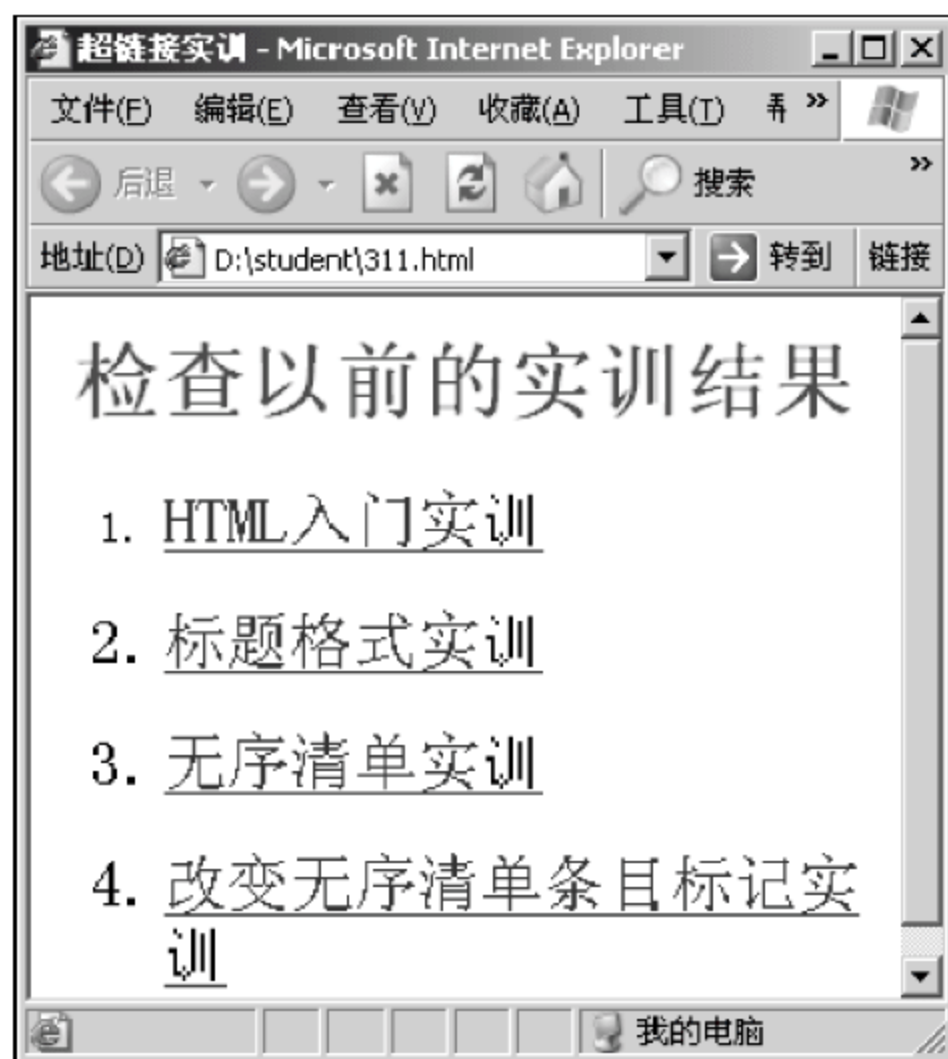 超链接实训 - Microsoft Internet Explorer
文件(F) 编辑(E) 查看(V) 收藏(A) 工具(T) »
后退 搜索 »
地址(D) D:\student\311.html 转到 链接
检查以前的实训结果
1. HTML入门实训
2. 标题格式实训
3. 无序清单实训
4. 改变无序清单条目标记实
训
我的电脑